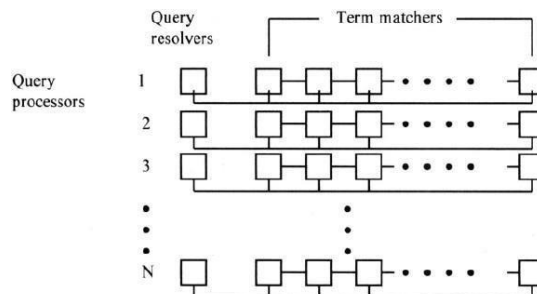 Query
resolvers
Term matchers
Query
processors
1
2
3
N